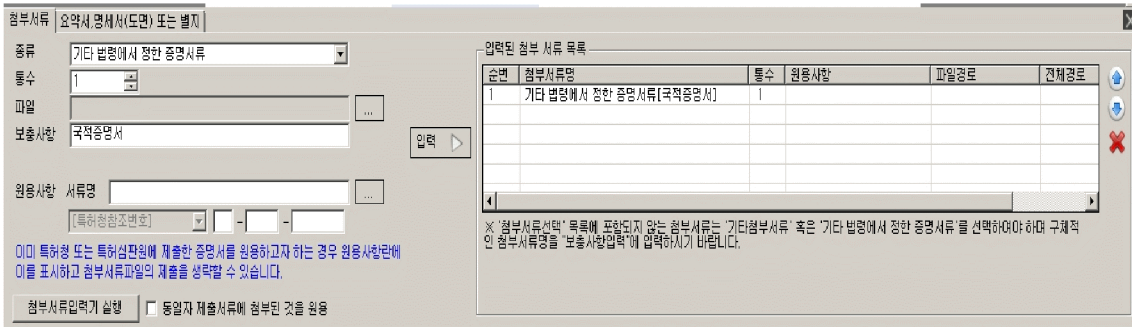 첨부서류 요약서,명세서(도면) 또는 별지
종류 기타 법령에서 정한 증명서류
통수 1
파일 ...
보충사항 국적증명서
입력
원용사항 서류명 ...
[특허청참조번호] - -
이미 특허청 또는 특허심판원에 제출한 증명서를 원용하고자 하는 경우 원용사항란에
이를 표시하고 첨부서류파일의 제출을 생략할 수 있습니다.
첨부서류입력기 실행 동일자 제출서류에 첨부된 것을 원용
입력된 첨부 서류 목록
순번 첨부서류명 통수 원용사항 파일경로 전체경로
1 기타 법령에서 정한 증명서류[국적증명서] 1
※ "첨부서류선택" 목록에 포함되지 않는 첨부서류는 '기타첨부서류' 혹은 '기타 법령에서 정한 증명서류'를 선택하여야 하며 구체적
인 첨부서류명을 "보충사항입력"에 입력하시기 바랍니다.